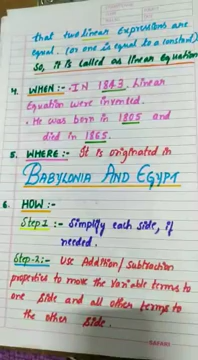 that two linear Expressions are
equal. (or one is equal to a constant)
So, it is called as linear Equation
4. WHEN:- . IN 1843, Linear
Equation were invented.
. He was born in 1805 and
died in 1865.
5. WHERE:- It is originated in
BABYLONIA AND EGYPT
6. HOW:-
Step 1 :- Simplify each side, if
needed.
Step-2:- Use Addition/Subtraction
properties to move the variable terms to
one side and all other terms to
the other side.
SAFARI